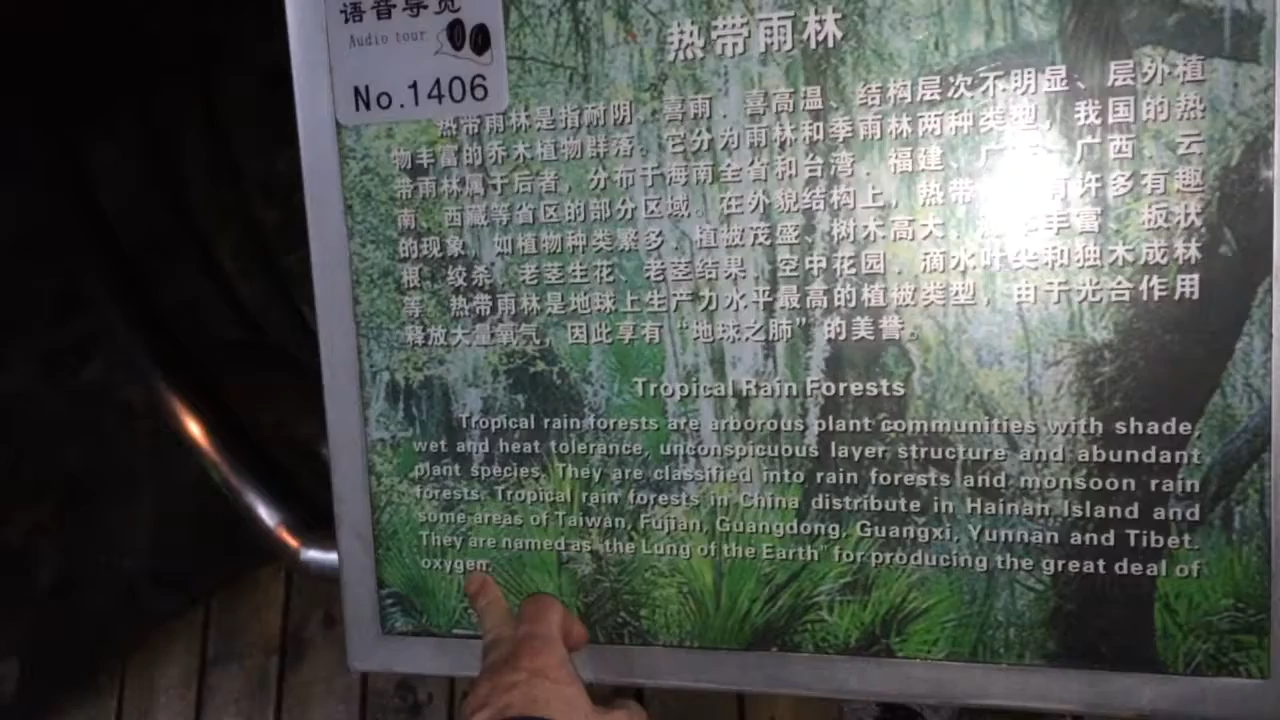 语音导览
Audio tour
No.1406
热带雨林
热带雨林是指耐阴、喜雨、喜高温、结构层次不明显、层外植
物丰富的乔木植物群落。它分为雨林和季雨林两种类型，我国的热
带雨林属于后者，分布于海南全省和台湾、福建、广 广西、云
南、西藏等省区的部分区域。在外貌结构上，热带 有许多有趣
的现象，如植物种类繁多、植被茂盛、树木高大、 丰富、板状
根、绞杀、老茎生花、老茎结果、空中花园、滴水叶尖和独木成林
等。热带雨林是地球上生产力水平最高的植被类型，由于光合作用
释放大量氧气，因此享有“地球之肺”的美誉。
Tropical Rain Forests
Tropical rain forests are arborous plant communities with shade,
wet and heat tolerance, unconspicuous layer structure and abundant
plant species. They are classified into rain forests and monsoon rain
forests. Tropical rain forests in China distribute in Hainan Island and
some areas of Taiwan, Fujian, Guangdong, Guangxi, Yunnan and Tibet.
They are named as "the Lung of the Earth" for producing the great deal of
oxygen.